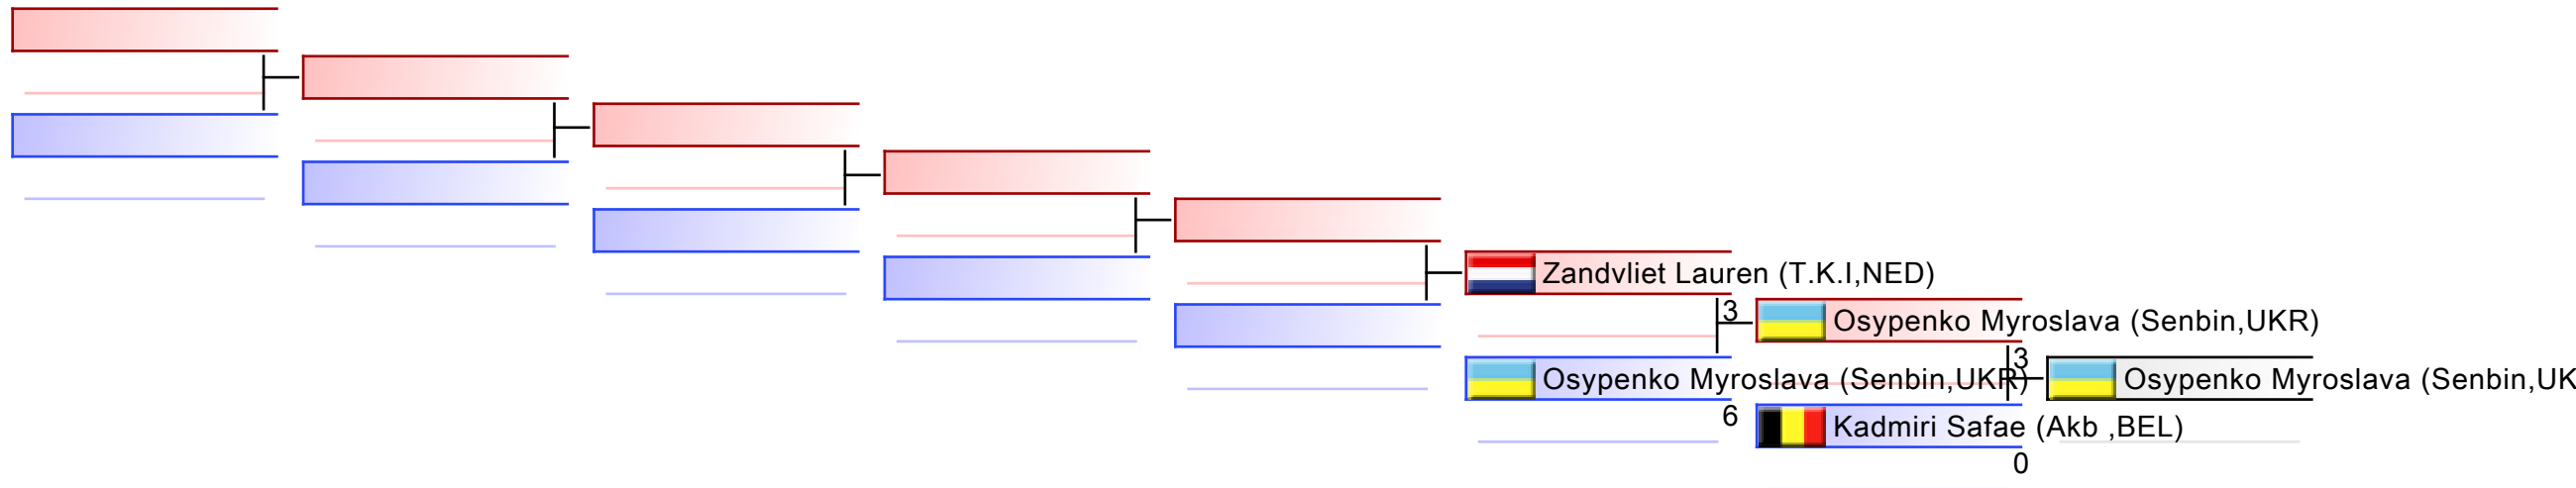 Zandvliet Lauren (T.K.I,NED)
3
Osypenko Myroslava (Senbin,UKR)
Osypenko Myroslava (Senbin,UKR)
6
3
Kadmiri Safae (Akb ,BEL)
0
Osypenko Myroslava (Senbin,UK